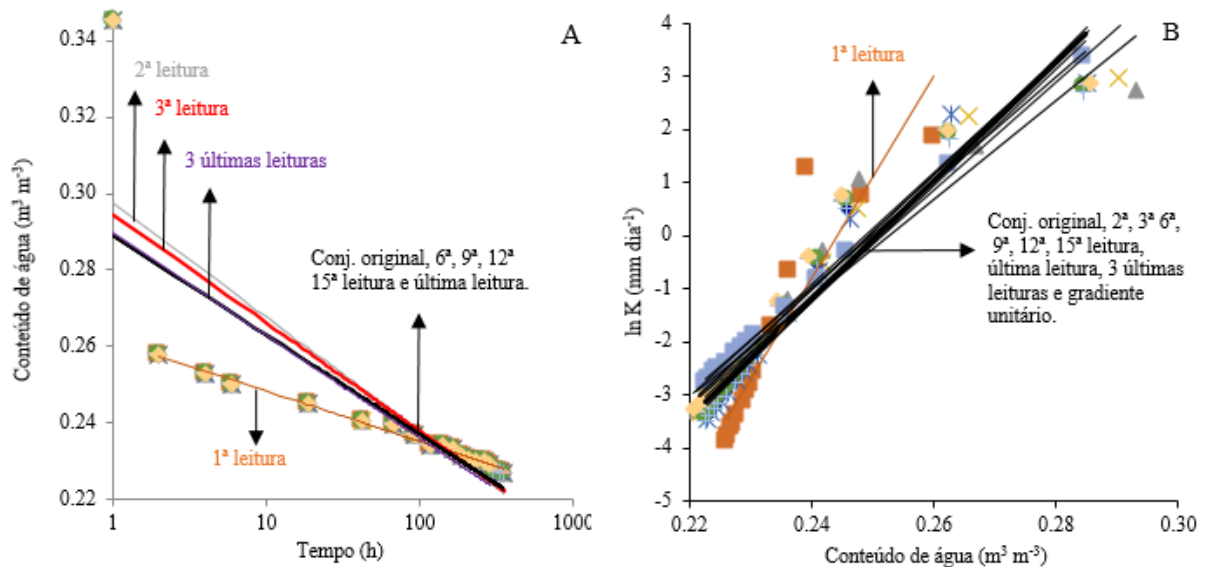 A
0.34
0.32
0.30
0.28
0.26
0.24
0.22
Conteúdo de água (m³ m⁻³)
2ª leitura
3ª leitura
3 últimas leituras
Conj. original, 6ª, 9ª, 12ª
15ª leitura e última leitura.
1ª leitura
1
10
100
1000
Tempo (h)
B
4
3
2
1
0
-1
-2
-3
-4
-5
ln K (mm dia⁻¹)
1ª leitura
Conj. original, 2ª, 3ª 6ª,
9ª, 12ª, 15ª leitura,
última leitura, 3 últimas
leituras e gradiente
unitário.
0.22
0.24
0.26
0.28
0.30
Conteúdo de água (m³ m⁻³)